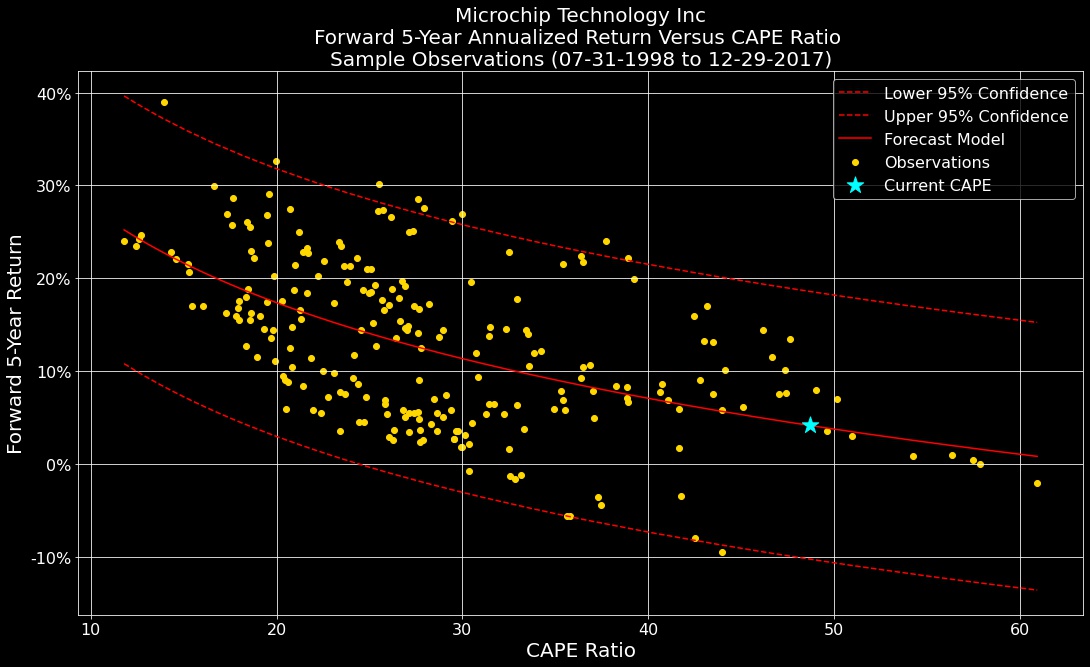 Microchip Technology Inc
Forward 5-Year Annualized Return Versus CAPE Ratio
Sample Observations (07-31-1998 to 12-29-2017)
Lower 95% Confidence
Upper 95% Confidence
Forecast Model
Observations
Current CAPE
Forward 5-Year Return
40%
30%
20%
10%
0%
-10%
10
20
30
40
50
60
CAPE Ratio